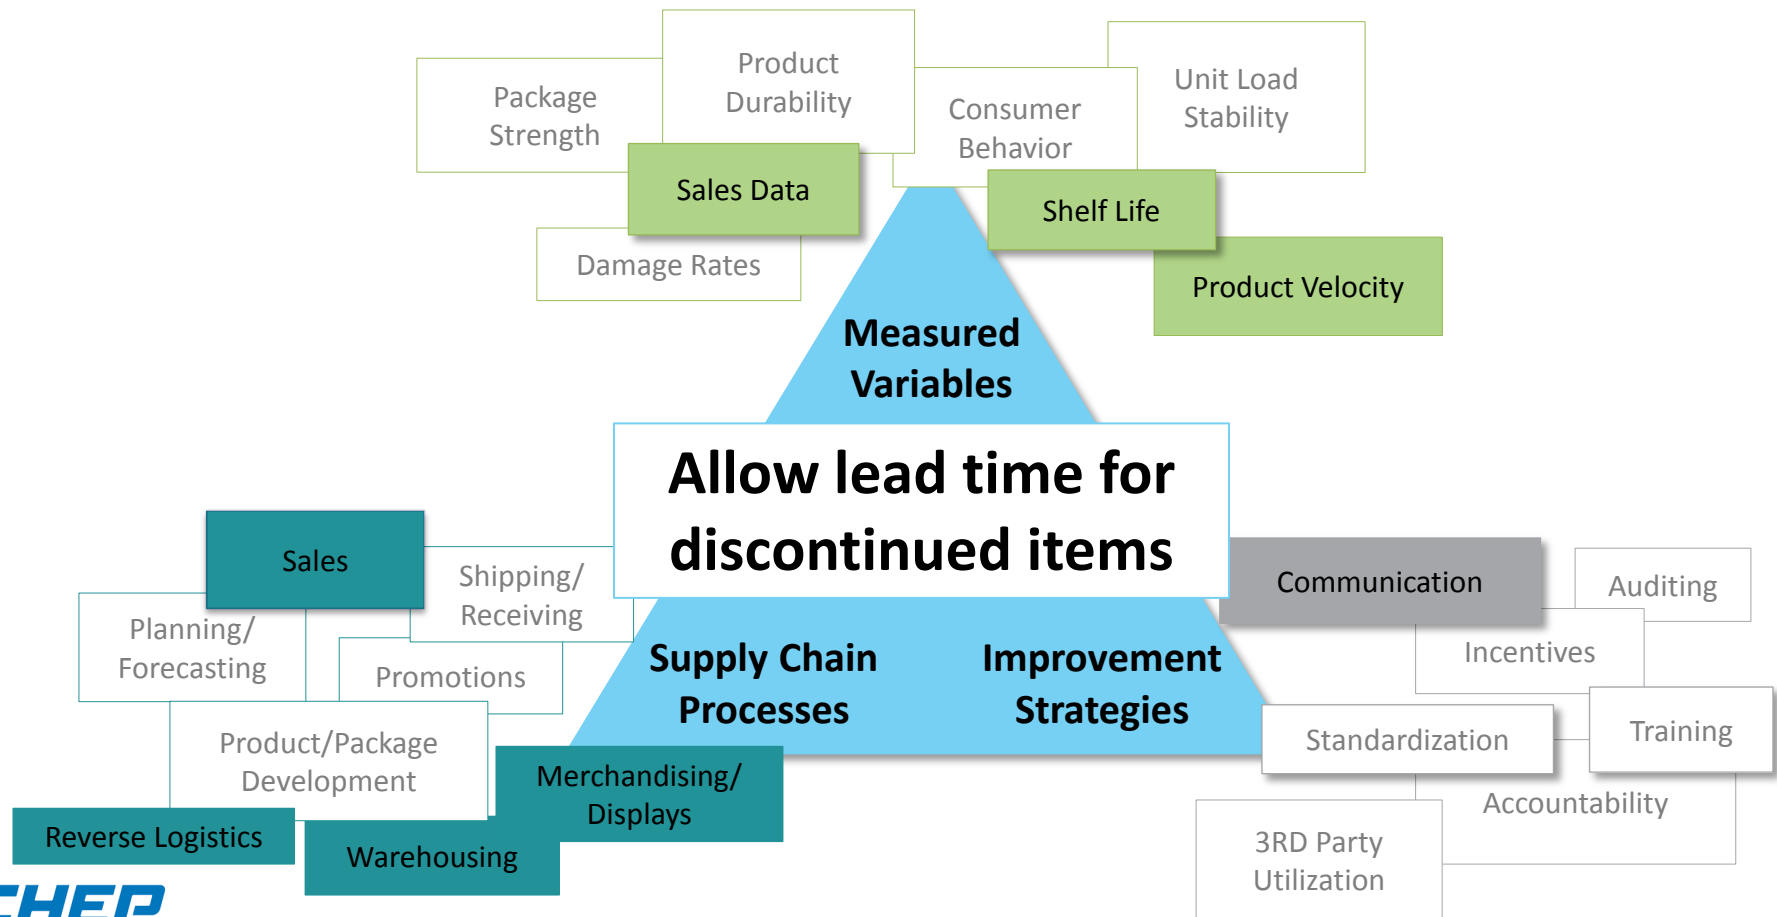 Product
Durability
Unit Load
Stability
Package
Strength
Consumer
Behavior
Sales Data
Shelf Life
Damage Rates
Product Velocity
Measured
Variables
Allow lead time for
discontinued items
Sales
Shipping/
Receiving
Planning/
Forecasting
Promotions
Product/Package
Development
Merchandising/
Displays
Reverse Logistics
Warehousing
Supply Chain
Processes
Improvement
Strategies
Communication
Auditing
Incentives
Standardization
Training
Accountability
3RD Party
Utilization
CHEP